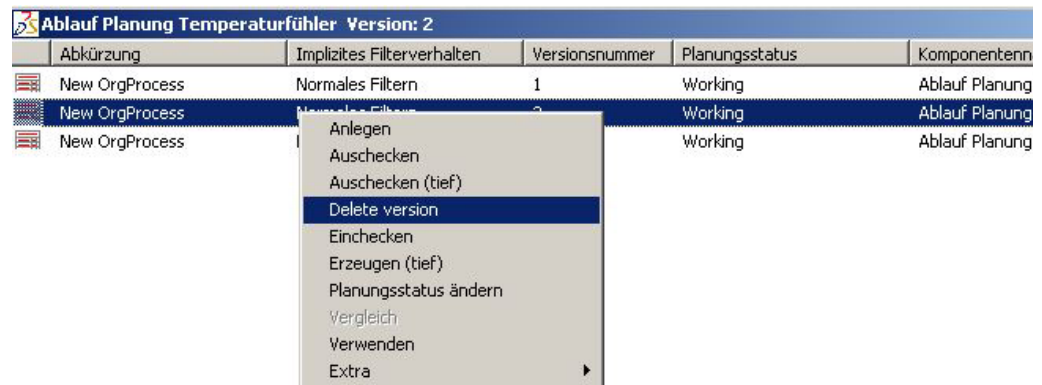 Ablauf Planung Temperaturfühler Version: 2
Abkürzung Implizites Filterverhalten Versionsnummer Planungsstatus
New OrgProcess Normales Filtern 1 Working Ablauf Planung
New OrgProcess Working Ablauf Planung
New OrgProcess Working Ablauf Planung
Anlegen
Auschecken
Auschecken (tief)
Delete version
Einchecken
Erzeugen (tief)
Planungsstatus ändern
Vergleich
Verwenden
Extra